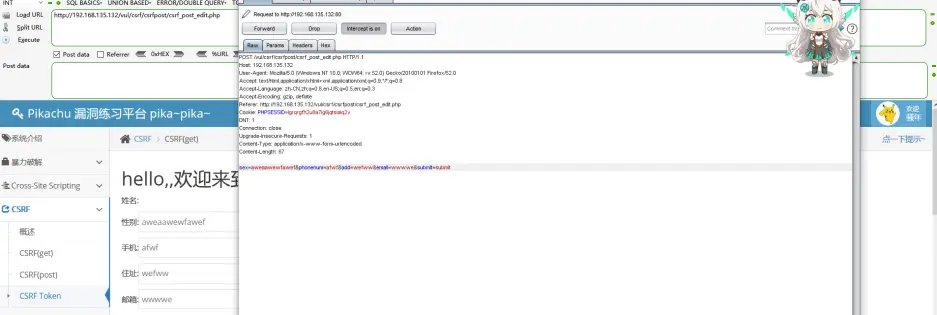 INT SQL BASICS UNION BASED ERROR/DOUBLE QUERY TO
Load URL http://192.168.135.132/vul/csrf/csrfpost/csrf_post_edit.php
Split URL
Execute
Post data Referrer 0xHEX %URL
Post data
Request to http://192.168.135.132:80
Forward Drop Intercept is on Action Comment th
Raw Params Headers Hex
POST /vul/csrf/csrfpost/csrf_post_edit.php HTTP/1.1
Host: 192.168.135.132
User-Agent: Mozilla/5.0 (Windows NT 10.0; WOW64; rv:52.0) Gecko/20100101 Firefox/52.0
Accept: text/html,application/xhtml+xml,application/xml;q=0.9,*/*;q=0.8
Accept-Language: zh-CN,zh;q=0.8,en-US;q=0.5,en;q=0.3
Accept-Encoding: gzip, deflate
Referer: http://192.168.135.132/vul/csrf/csrfpost/csrf_post_edit.php
DNT: 1
Connection: close
Upgrade-Insecure-Requests: 1
Content-Type: application/x-www-form-urlencoded
Content-Length: 67
sex=aweaawewfawef&phonenum=afwf&add=wefww&email=wwwwe&submit=submit
Pikachu 漏洞练习平台 pika~pika~
欢迎
骚年
系统介绍
暴力破解
Cross-Site Scripting
CSRF
概述
CSRF(get)
CSRF(post)
CSRF Token
CSRF CSRF(get)
点一下提示~
hello,,欢迎来到
姓名:
性别: aweaawewfawef
手机: afwf
住址: wefww
邮箱: wwwwe